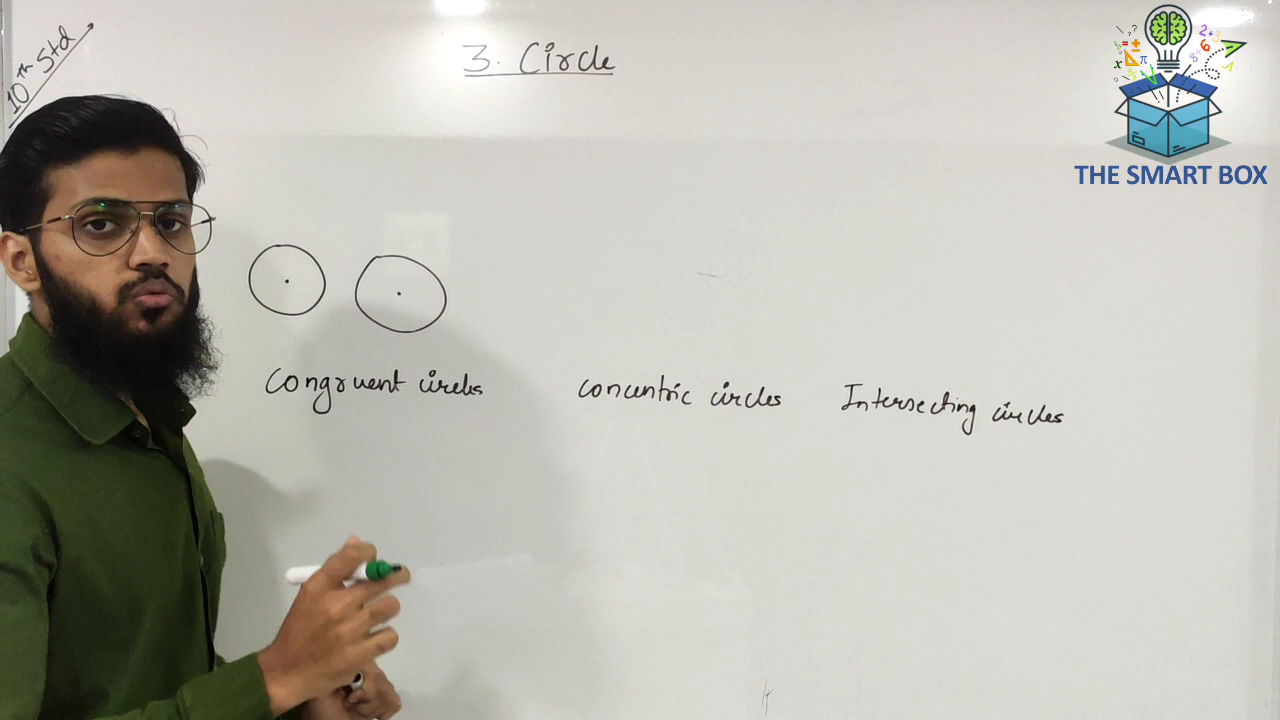 10th Std
3. Circle
THE SMART BOX
Congruent circles
concentric circles
Intersecting circles